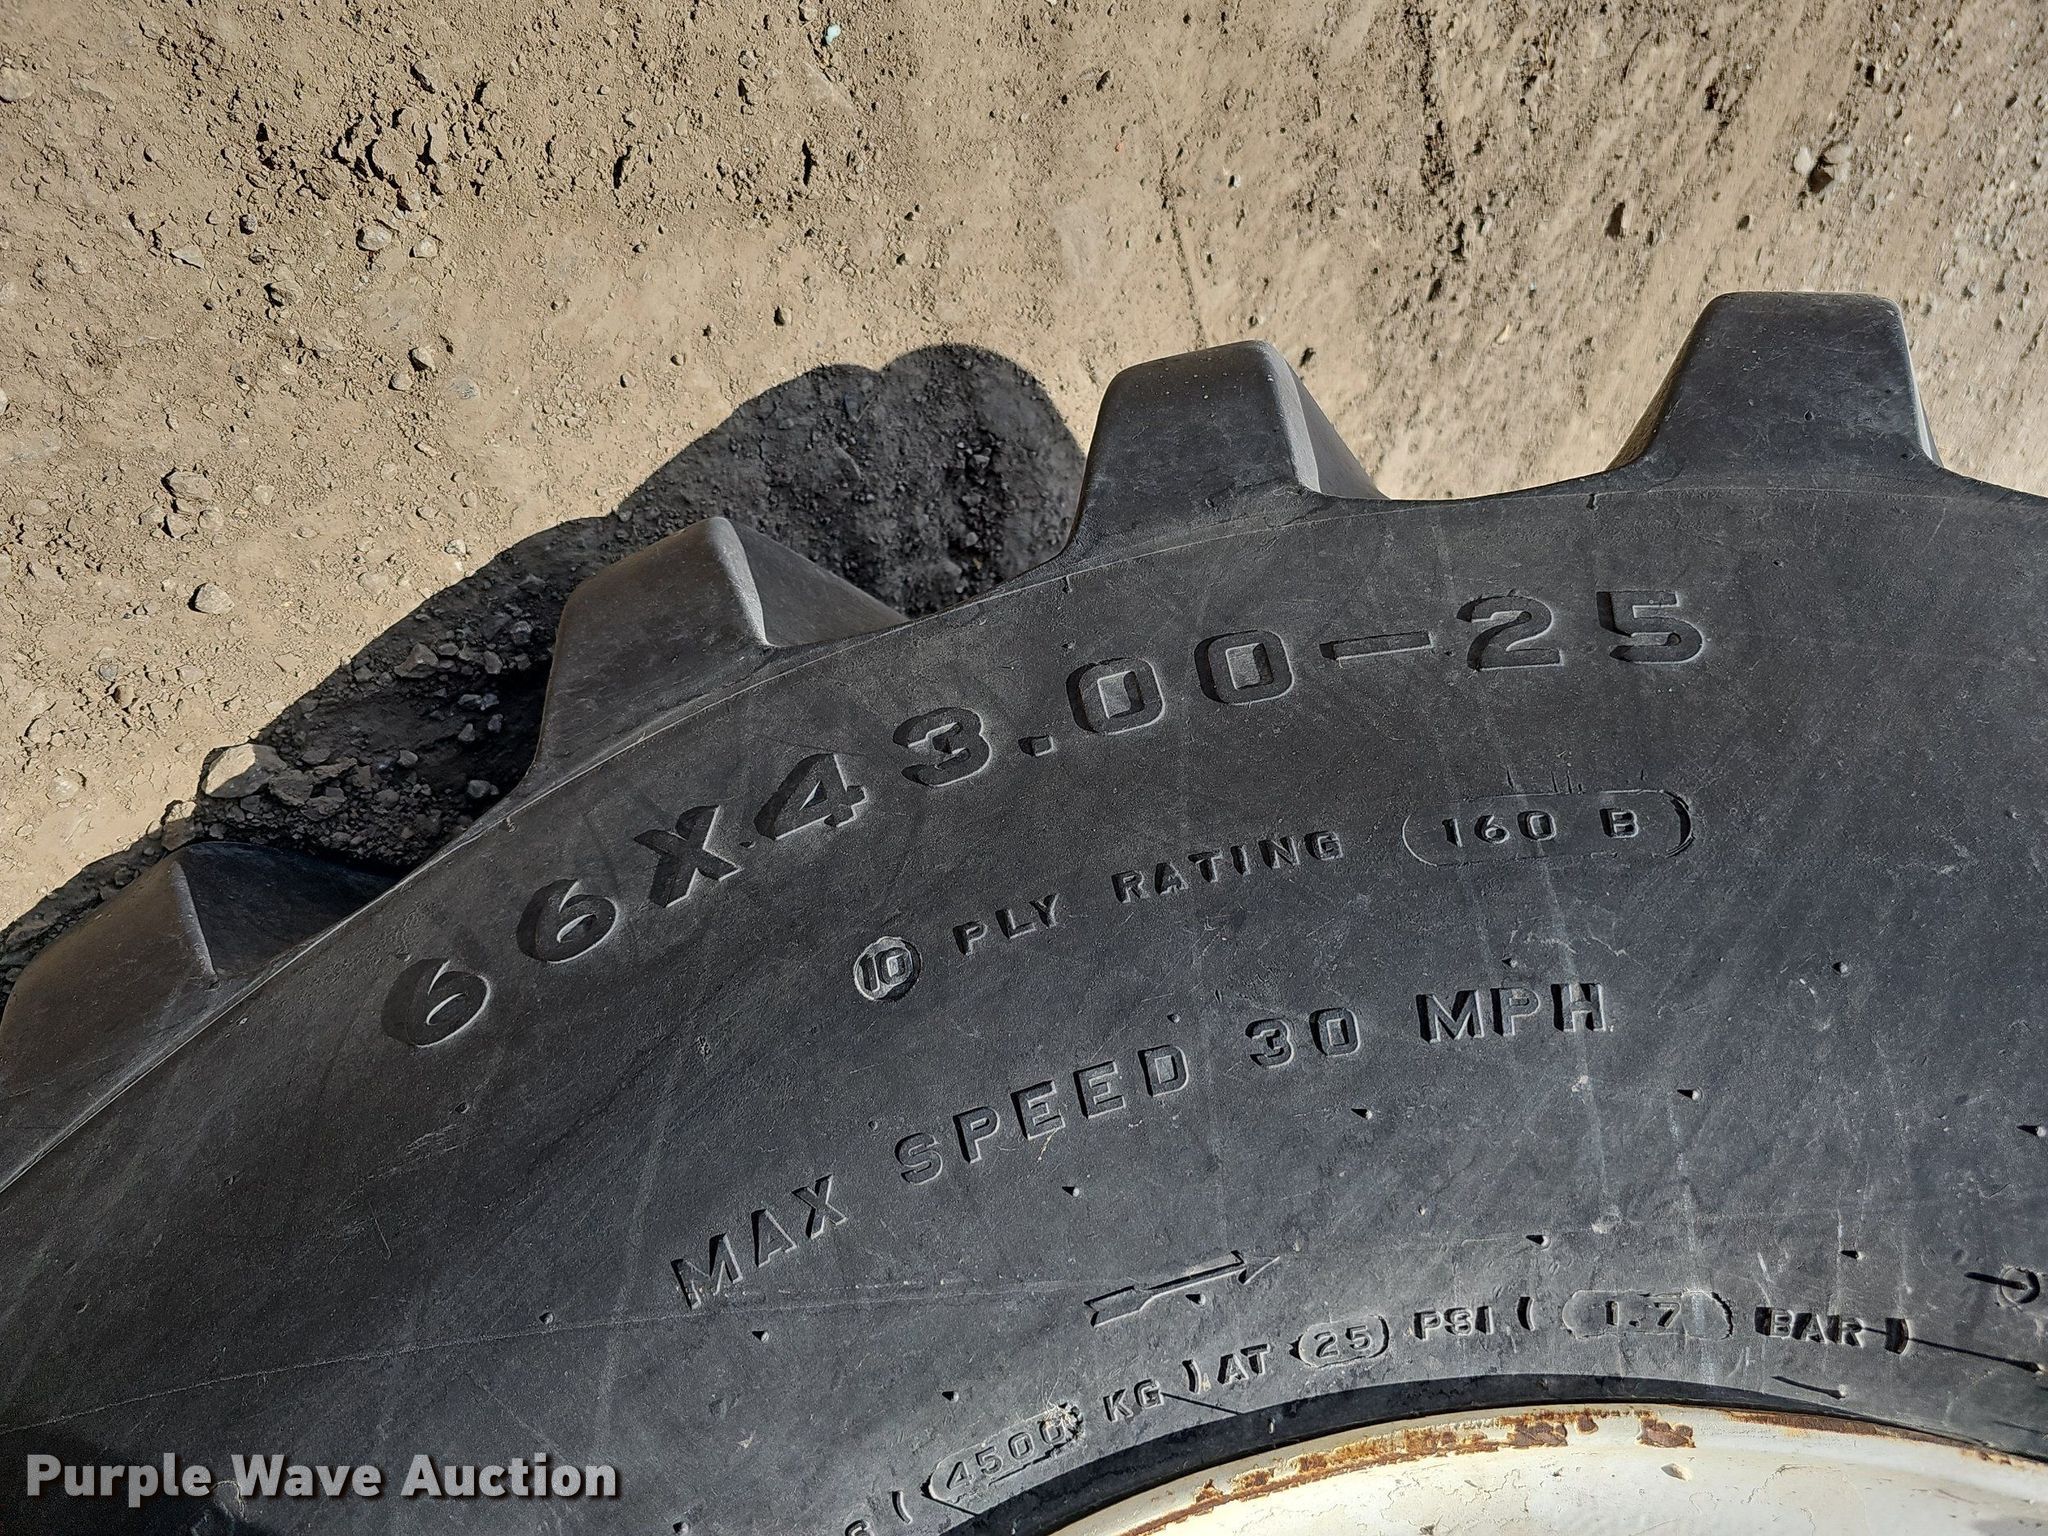 66X43.00-25
10 PLY RATING 160 B
MAX SPEED 30 MPH
(4500 KG) AT 25 PSI (1.7 BAR)
Purple Wave Auction